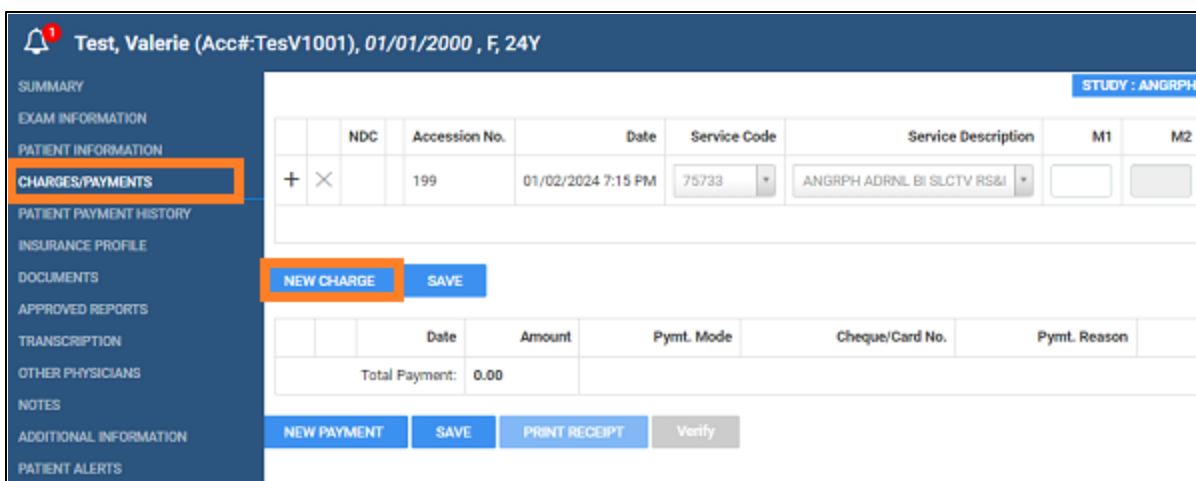 1
Test, Valerie (Acc#:TesV1001), 01/01/2000 , F, 24Y
SUMMARY
EXAM INFORMATION
PATIENT INFORMATION
CHARGES/PAYMENTS
PATIENT PAYMENT HISTORY
INSURANCE PROFILE
DOCUMENTS
APPROVED REPORTS
TRANSCRIPTION
OTHER PHYSICIANS
NOTES
ADDITIONAL INFORMATION
PATIENT ALERTS
STUDY : ANGRPH
NDC Accession No. Date Service Code Service Description M1 M2
199 01/02/2024 7:15 PM 75733 ANGRPH ADRNL BI SLCTV RS&I
NEW CHARGE SAVE
Date Amount Pymt. Mode Cheque/Card No. Pymt. Reason
Total Payment: 0.00
NEW PAYMENT SAVE PRINT RECEIPT Verify